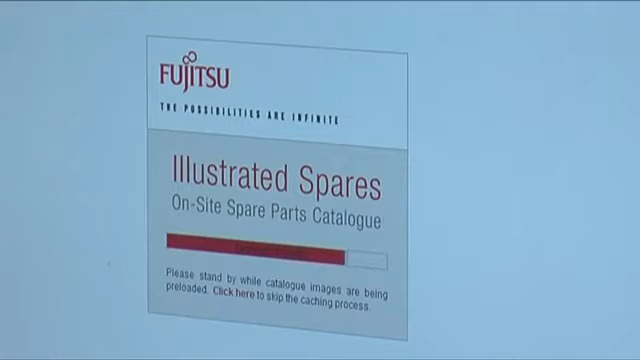 FUJITSU
THE POSSIBILITIES ARE INFINITE
Illustrated Spares
On-Site Spare Parts Catalogue
Please stand by while catalogue images are being
preloaded. Click here to skip the caching process.